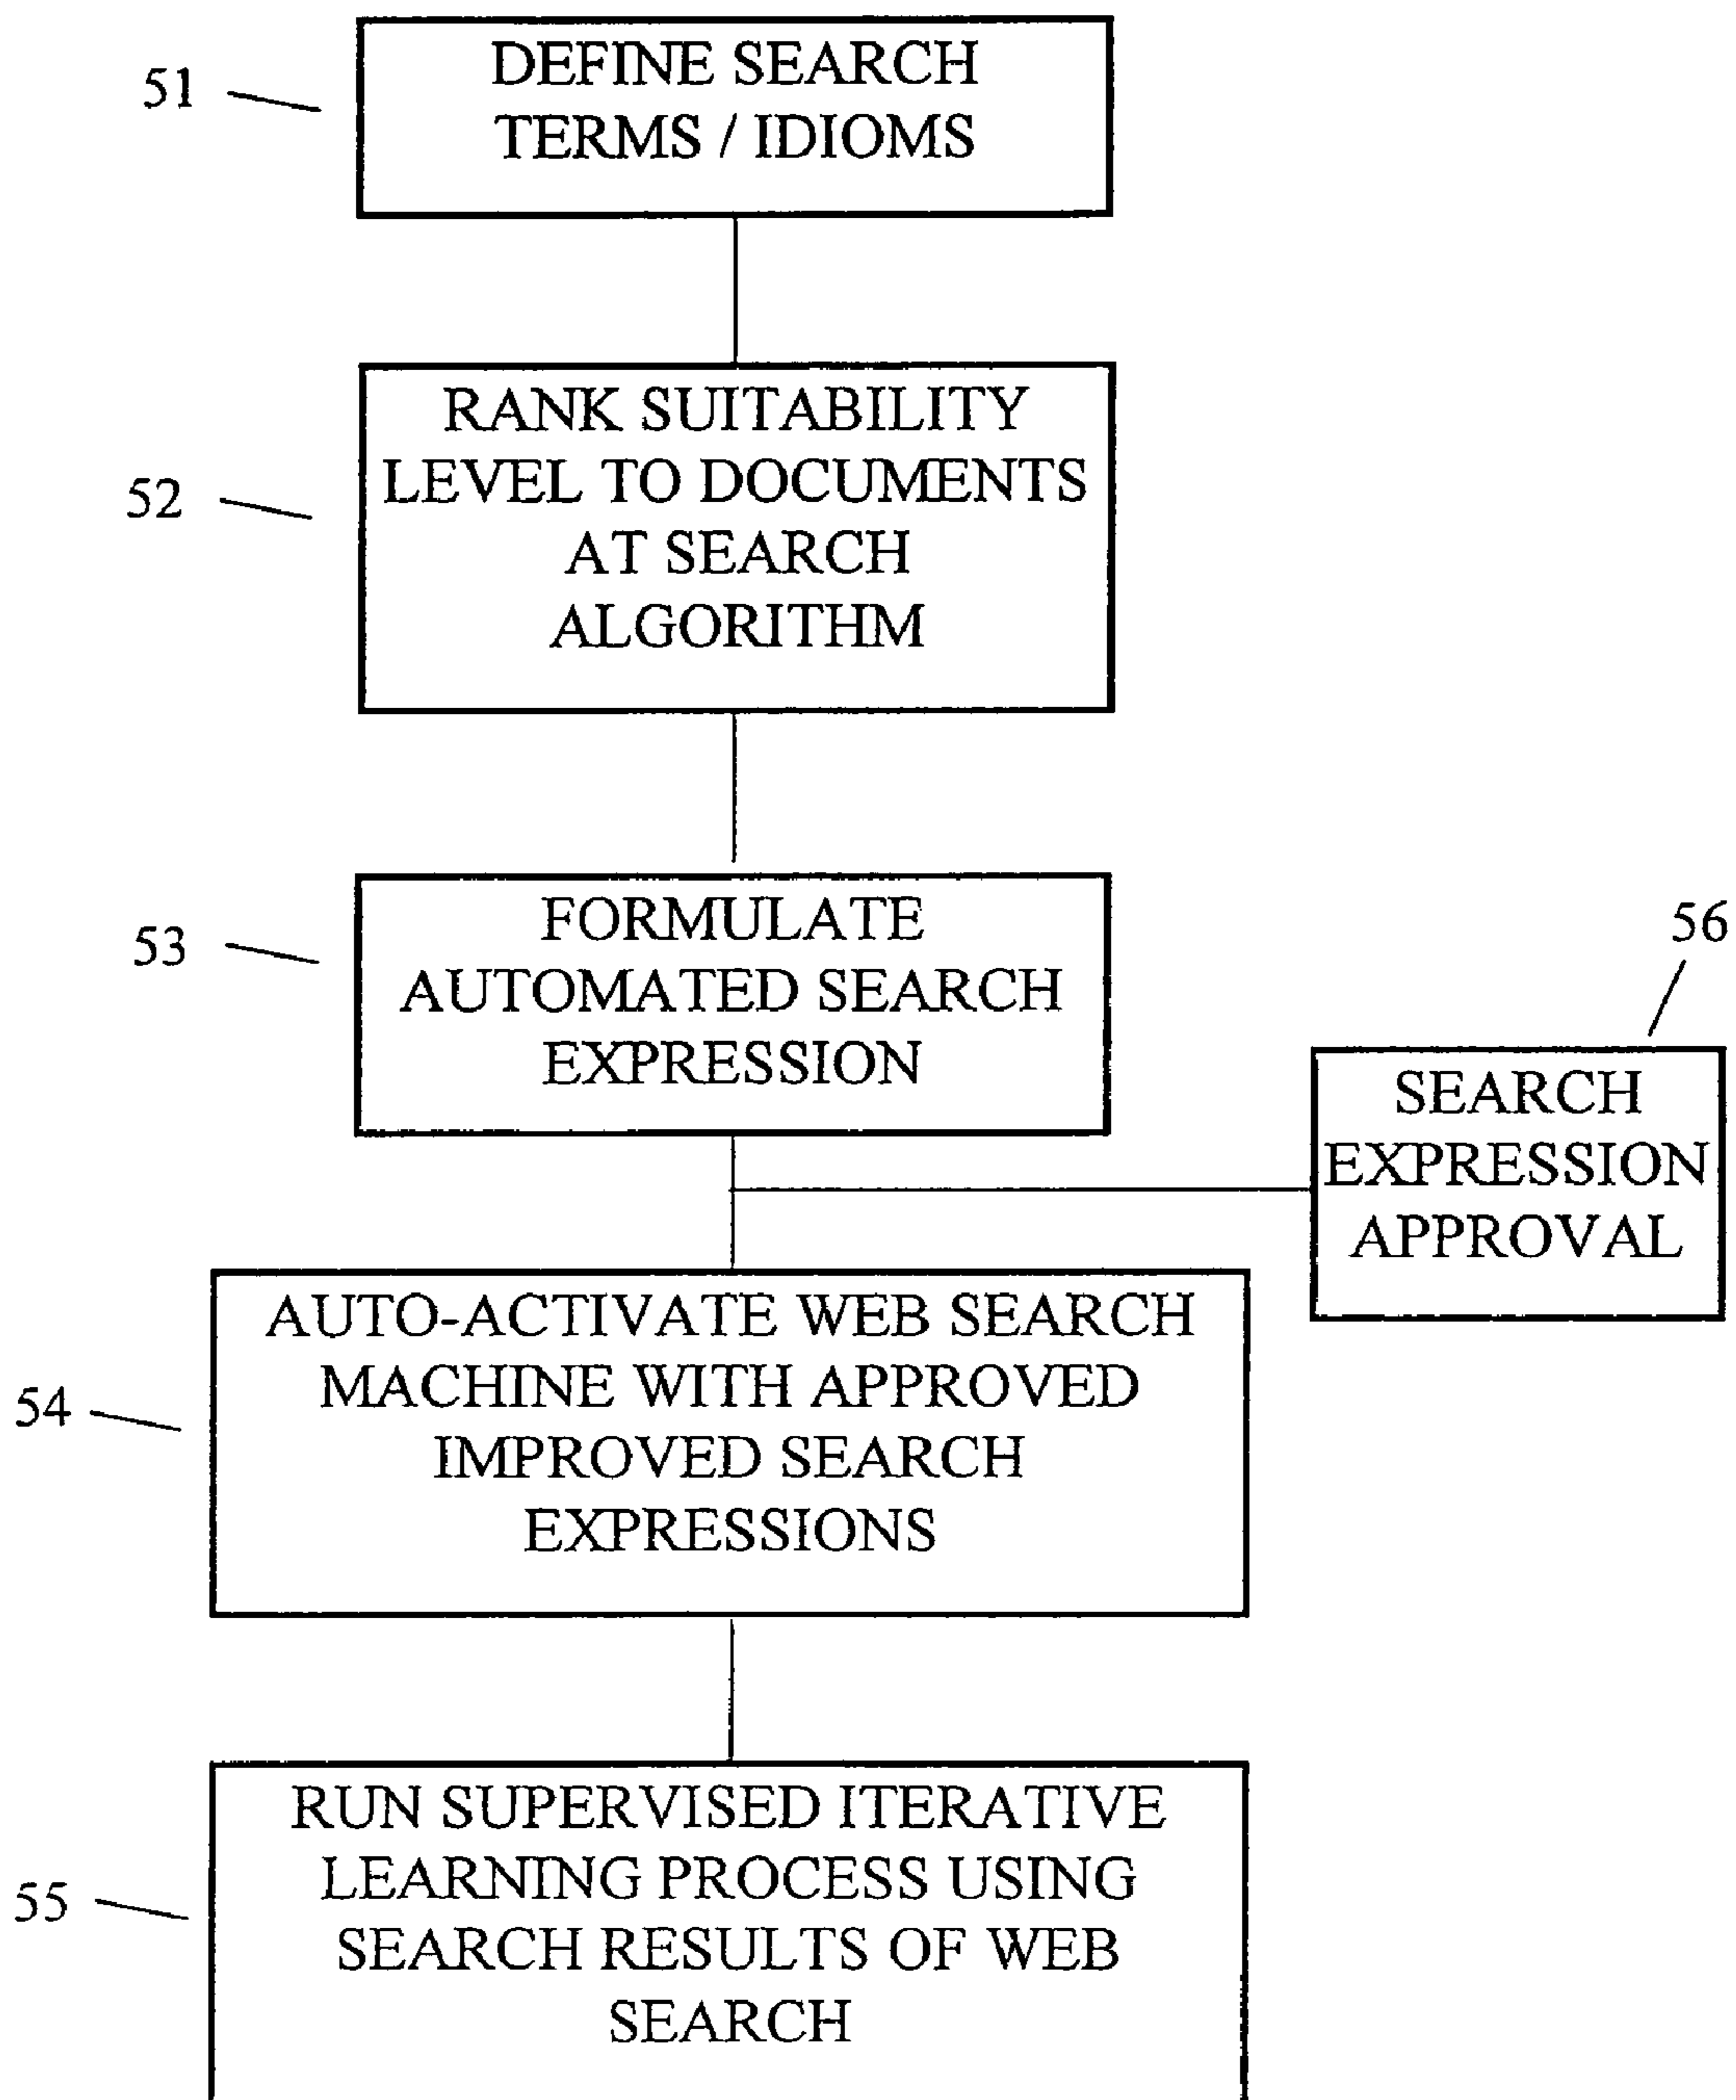 51
DEFINE SEARCH
TERMS / IDIOMS
52
RANK SUITABILITY
LEVEL TO DOCUMENTS
AT SEARCH
ALGORITHM
53
FORMULATE
AUTOMATED SEARCH
EXPRESSION
56
SEARCH
EXPRESSION
APPROVAL
54
AUTO-ACTIVATE WEB SEARCH
MACHINE WITH APPROVED
IMPROVED SEARCH
EXPRESSIONS
55
RUN SUPERVISED ITERATIVE
LEARNING PROCESS USING
SEARCH RESULTS OF WEB
SEARCH